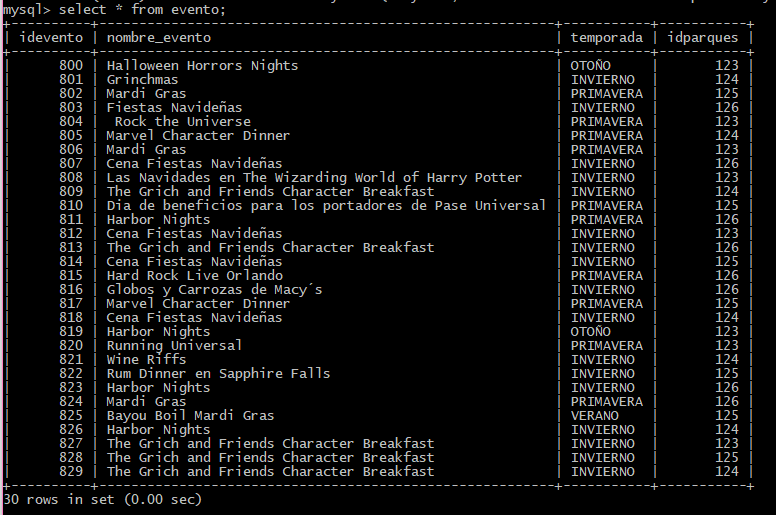 mysql> select * from evento;
+----------+------------------------------------------------------+-----------+-----------+
| idevento | nombre_evento | temporada | idparques |
+----------+------------------------------------------------------+-----------+-----------+
| 800 | Halloween Horrors Nights | OTOÑO | 123 |
| 801 | Grinchmas | INVIERNO | 124 |
| 802 | Mardi Gras | PRIMAVERA | 125 |
| 803 | Fiestas Navideñas | INVIERNO | 126 |
| 804 | Rock the Universe | PRIMAVERA | 123 |
| 805 | Marvel Character Dinner | PRIMAVERA | 124 |
| 806 | Mardi Gras | PRIMAVERA | 123 |
| 807 | Cena Fiestas Navideñas | INVIERNO | 126 |
| 808 | Las Navidades en The Wizarding World of Harry Potter | INVIERNO | 123 |
| 809 | The Grich and Friends Character Breakfast | INVIERNO | 124 |
| 810 | Dia de beneficios para los portadores de Pase Universal | PRIMAVERA | 125 |
| 811 | Harbor Nights | PRIMAVERA | 126 |
| 812 | Cena Fiestas Navideñas | INVIERNO | 123 |
| 813 | The Grich and Friends Character Breakfast | INVIERNO | 126 |
| 814 | Cena Fiestas Navideñas | INVIERNO | 125 |
| 815 | Hard Rock Live Orlando | PRIMAVERA | 123 |
| 816 | Globos y Carrozas de Macy´s | INVIERNO | 126 |
| 817 | Marvel Character Dinner | PRIMAVERA | 125 |
| 818 | Cena Fiestas Navideñas | INVIERNO | 124 |
| 819 | Harbor Nights | OTOÑO | 123 |
| 820 | Running Universal | PRIMAVERA | 123 |
| 821 | Wine Riffs | INVIERNO | 124 |
| 822 | Rum Dinner en Sapphire Falls | INVIERNO | 125 |
| 823 | Harbor Nights | INVIERNO | 126 |
| 824 | Mardi Gras | PRIMAVERA | 126 |
| 825 | Bayou Boil Mardi Gras | VERANO | 125 |
| 826 | Harbor Nights | INVIERNO | 124 |
| 827 | The Grich and Friends Character Breakfast | INVIERNO | 123 |
| 828 | The Grich and Friends Character Breakfast | INVIERNO | 125 |
| 829 | The Grich and Friends Character Breakfast | INVIERNO | 124 |
+----------+------------------------------------------------------+-----------+-----------+
30 rows in set (0.00 sec)